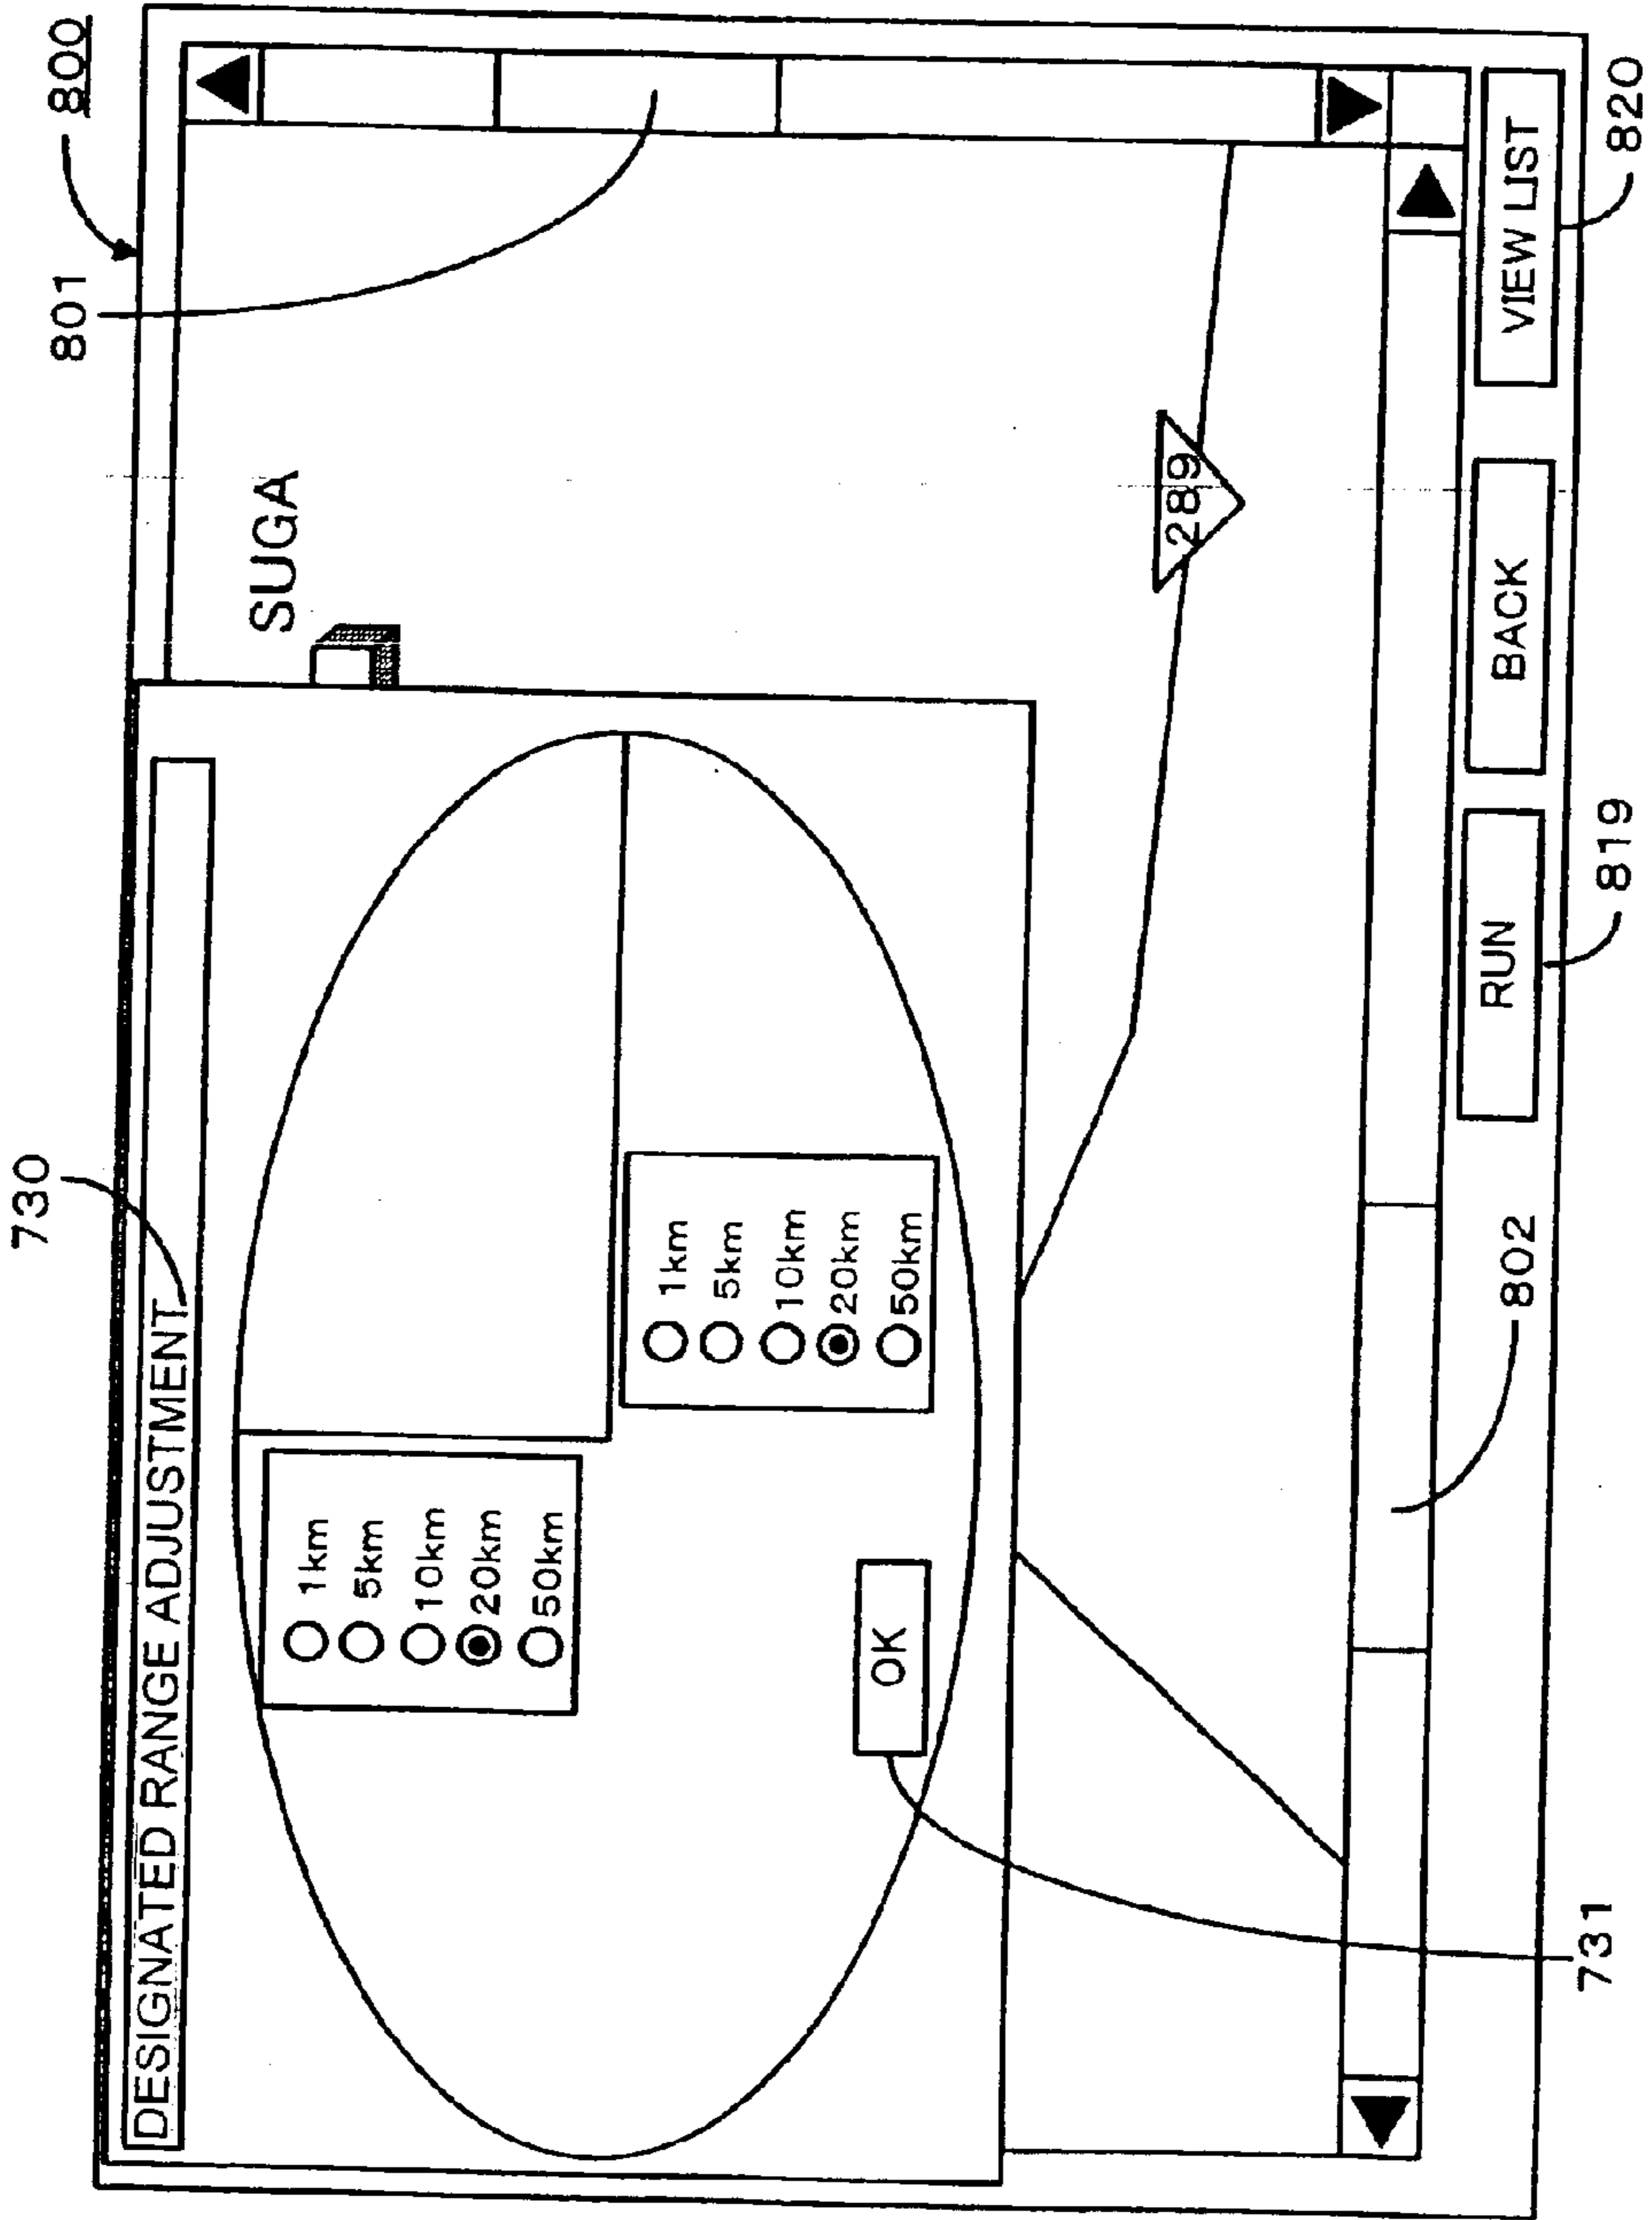 730
801
800
DESIGNATED RANGE ADJUSTMENT
SUGA
1km
5km
10km
20km
50km
1km
5km
10km
20km
50km
OK
289
RUN
BACK
VIEW LIST
731
802
819
820